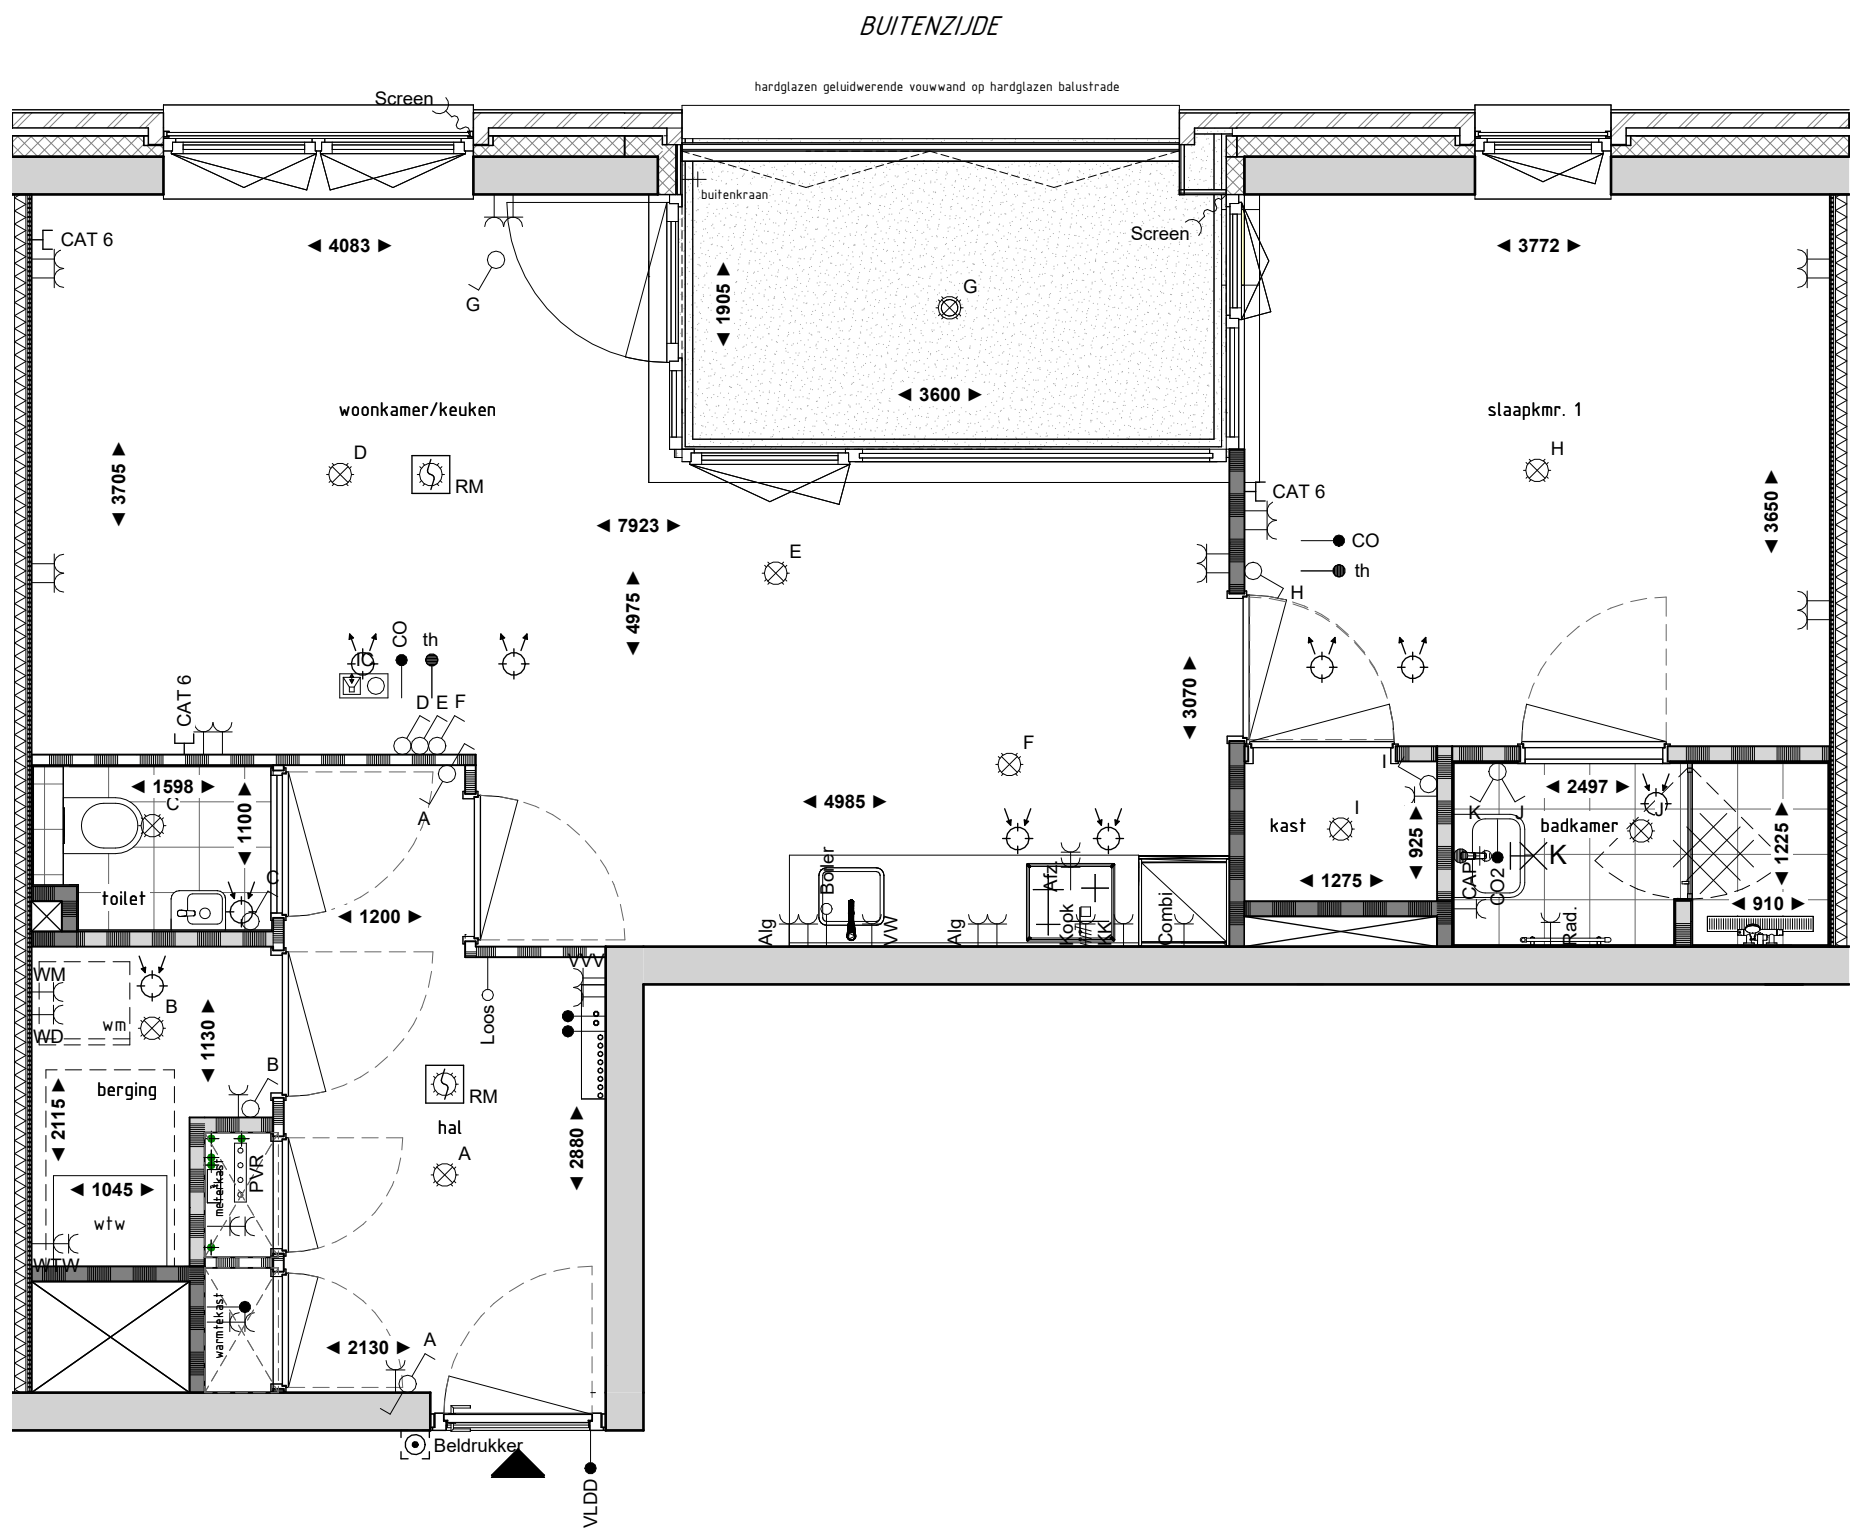 BUITENZIJDE
hardglazen geluidwerende vouwwand op hardglazen balustrade
Screen
buitenkraan
Screen
CAT 6
4083
3772
G
1905
G
3600
woonkamer/keuken
slaapkmr. 1
D
RM
H
3705
3650
CAT 6
7923
CO
E
th
4975
H
IC
CO
th
3070
CAT 6
D E F
F
I
1598
C
1100
A
4985
kast
I
925
K
J
2497
J
badkamer
1225
K
Boiler
Afz.
1275
CAP
CO2
toilet
C
1200
910
Alg
VW
Alg
Kook
KK
Combi
Rad.
VVV
WM
B
wm
WD
1130
Loos
B
RM
berging
2115
hal
2880
A
meterkast
PVR
1045
wtw
WTW
warmtekast
2130
A
Beldrukker
VLDD